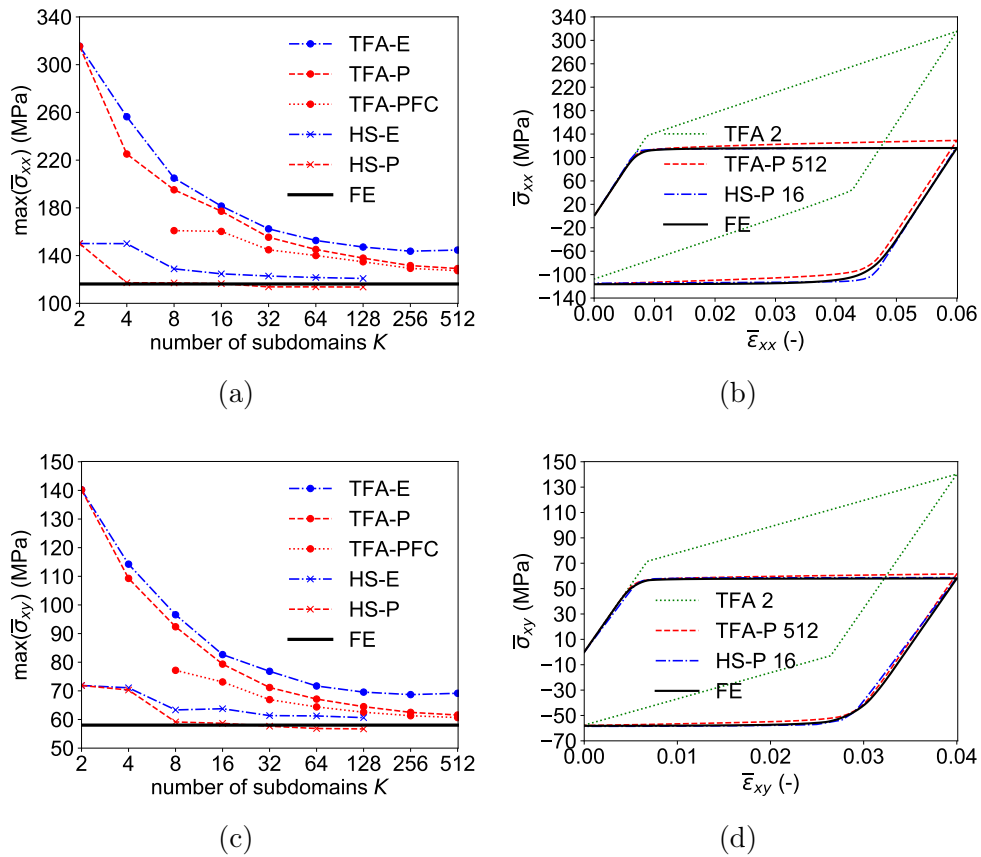 340
300
260
220
180
140
100
max(σ̄xx) (MPa)
TFA-E
TFA-P
TFA-PFC
HS-E
HS-P
FE
2 4 8 16 32 64 128 256 512
number of subdomains K
(a)
340
300
260
220
180
140
100
60
20
−20
−60
−100
−140
σ̄xx (MPa)
TFA 2
TFA-P 512
HS-P 16
FE
0.00 0.01 0.02 0.03 0.04 0.05 0.06
ε̄xx (-)
(b)
150
140
130
120
110
100
90
80
70
60
50
max(σ̄xy) (MPa)
TFA-E
TFA-P
TFA-PFC
HS-E
HS-P
FE
2 4 8 16 32 64 128 256 512
number of subdomains K
(c)
150
130
110
90
70
50
30
10
−10
−30
−50
−70
σ̄xy (MPa)
TFA 2
TFA-P 512
HS-P 16
FE
0.00 0.01 0.02 0.03 0.04
ε̄xy (-)
(d)